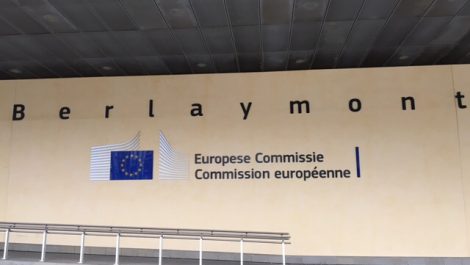 Berlaymont
Europese Commissie
Commission européenne